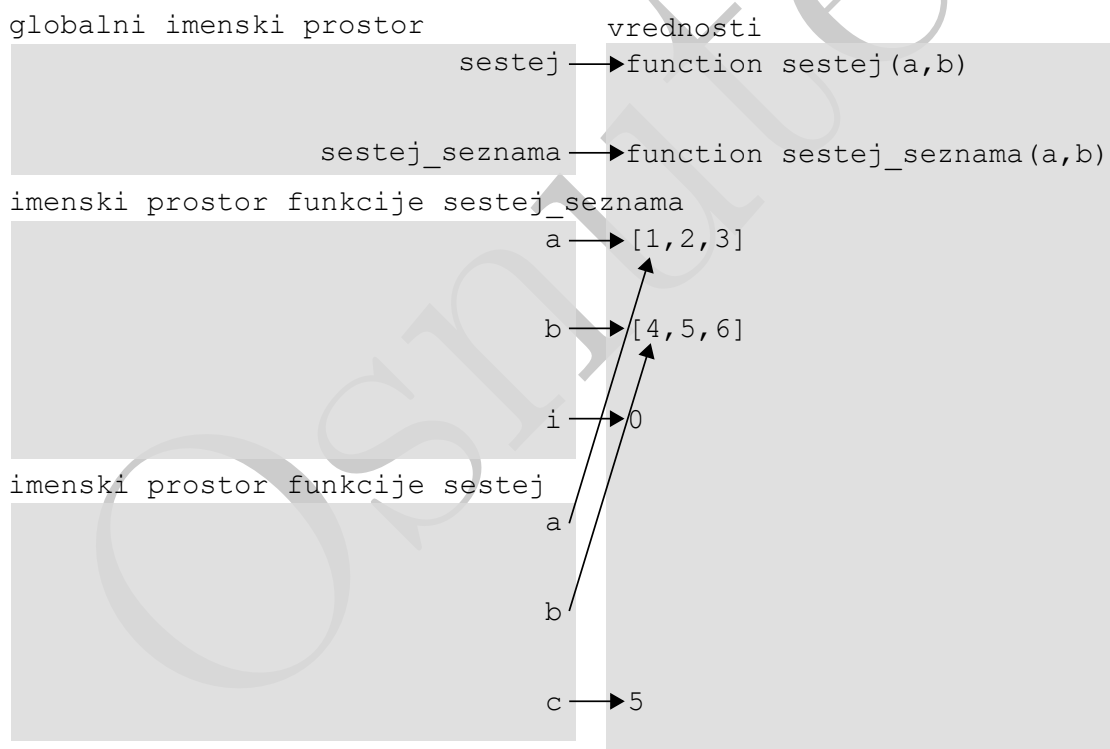 globalni imenski prostor
vrednosti
sestej function sestej(a,b)
sestej_seznama function sestej_seznama(a,b)
imenski prostor funkcije sestej_seznama
a [1,2,3]
b [4,5,6]
i 0
imenski prostor funkcije sestej
a
b
c 5